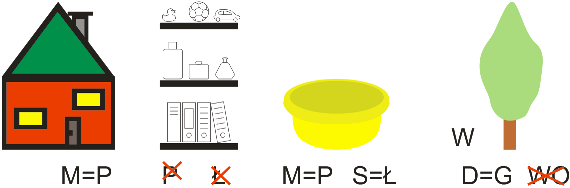 W
M=P P Ł M=P S=Ł D=G WO